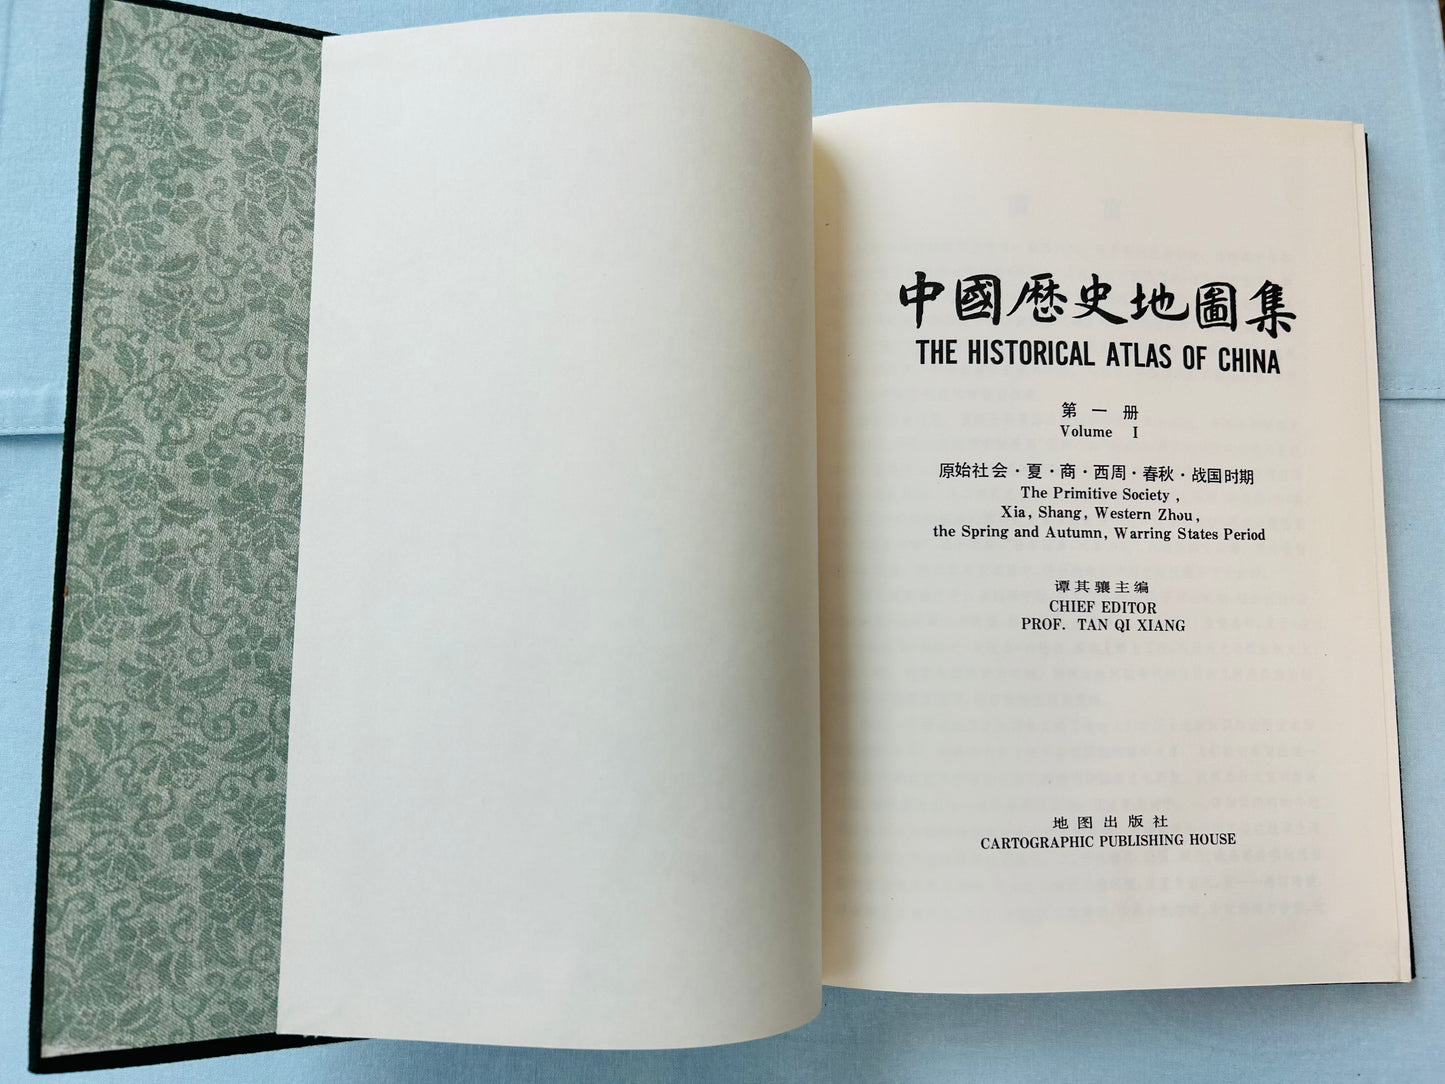 中國歷史地圖集
THE HISTORICAL ATLAS OF CHINA
第一册
Volume I
原始社会·夏·商·西周·春秋·战国时期
The Primitive Society ,
Xia, Shang, Western Zhou,
the Spring and Autumn, Warring States Period
谭其骧主编
CHIEF EDITOR
PROF. TAN QI XIANG
地图出版社
CARTOGRAPHIC PUBLISHING HOUSE